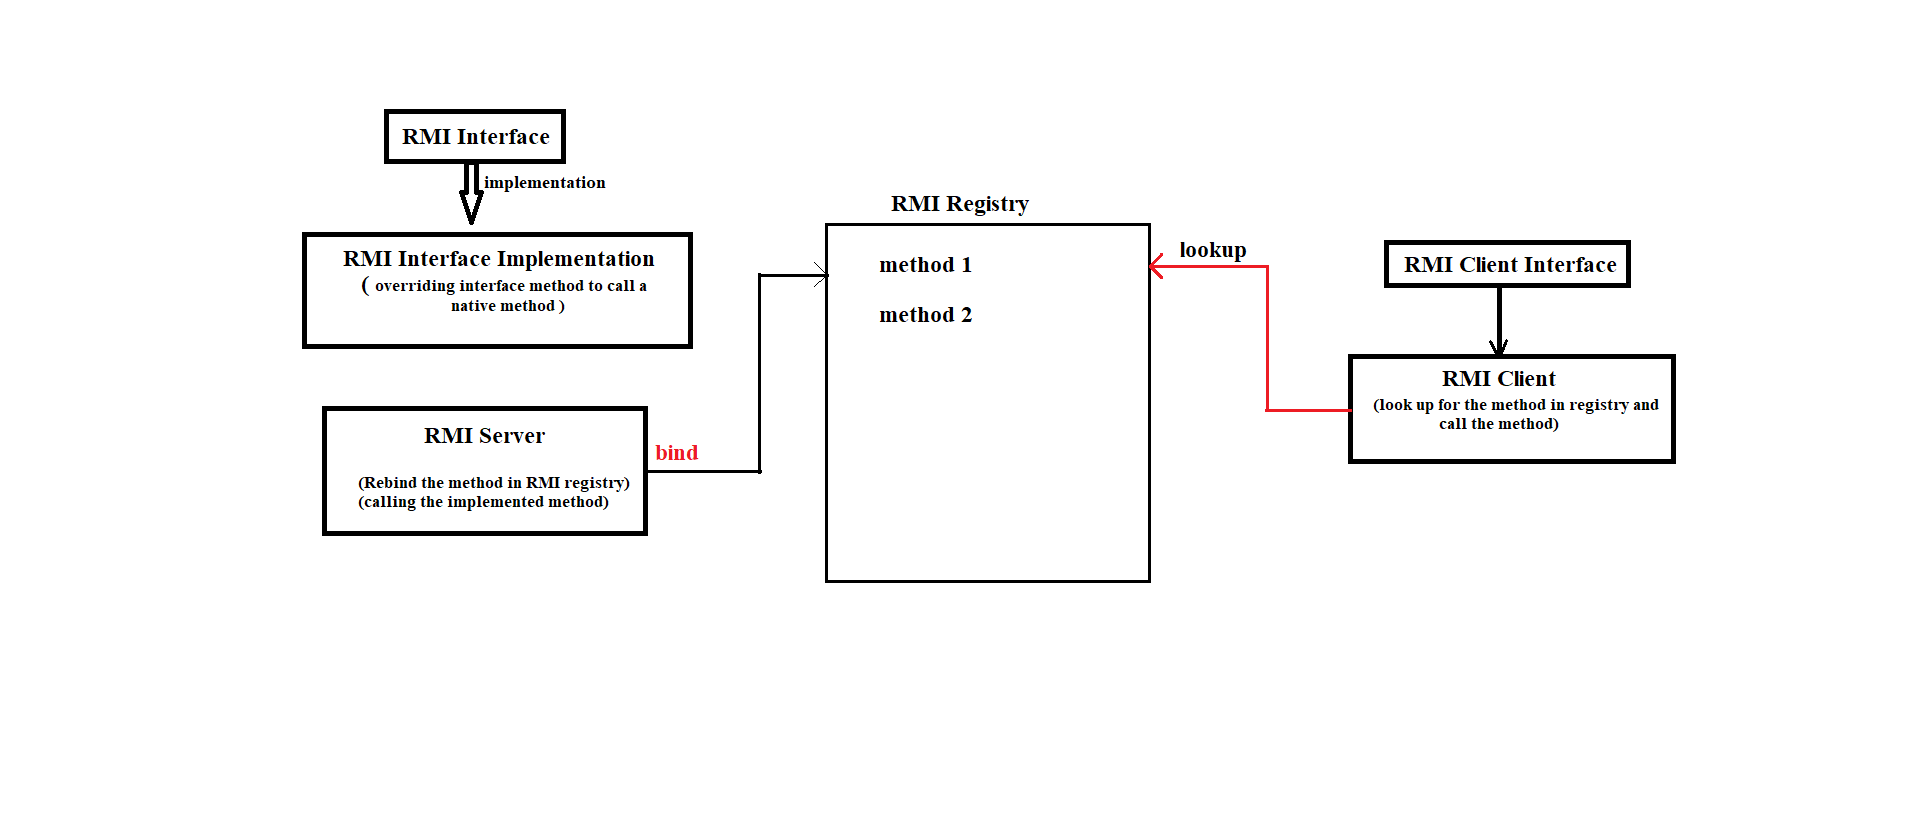 RMI Interface
implementation
RMI Interface Implementation
( overriding interface method to call a
native method )
RMI Server
(Rebind the method in RMI registry)
(calling the implemented method)
bind
RMI Registry
method 1
method 2
lookup
RMI Client Interface
RMI Client
(look up for the method in registry and
call the method)